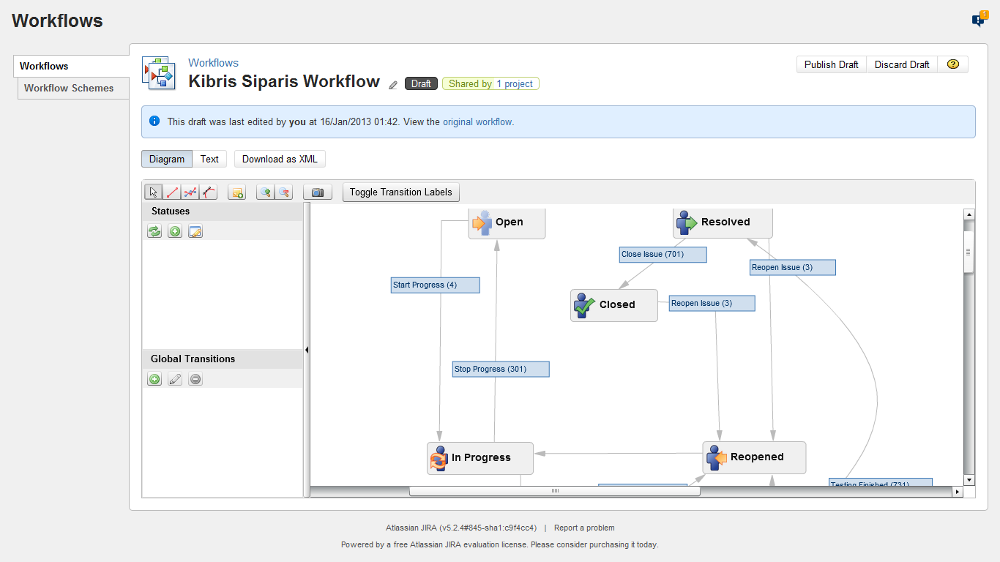 Workflows
1
Workflows
Workflow Schemes
Workflows
Kibris Siparis Workflow
Draft
Shared by 1 project
Publish Draft
Discard Draft
?
This draft was last edited by you at 16/Jan/2013 01:42. View the original workflow.
Diagram
Text
Download as XML
Toggle Transition Labels
Statuses
Global Transitions
Open
Resolved
Close Issue (701)
Reopen Issue (3)
Start Progress (4)
Closed
Reopen Issue (3)
Stop Progress (301)
In Progress
Reopened
Testing Finished (731)
Atlassian JIRA (v5.2.4#845-sha1:c9f4cc4) | Report a problem
Powered by a free Atlassian JIRA evaluation license. Please consider purchasing it today.